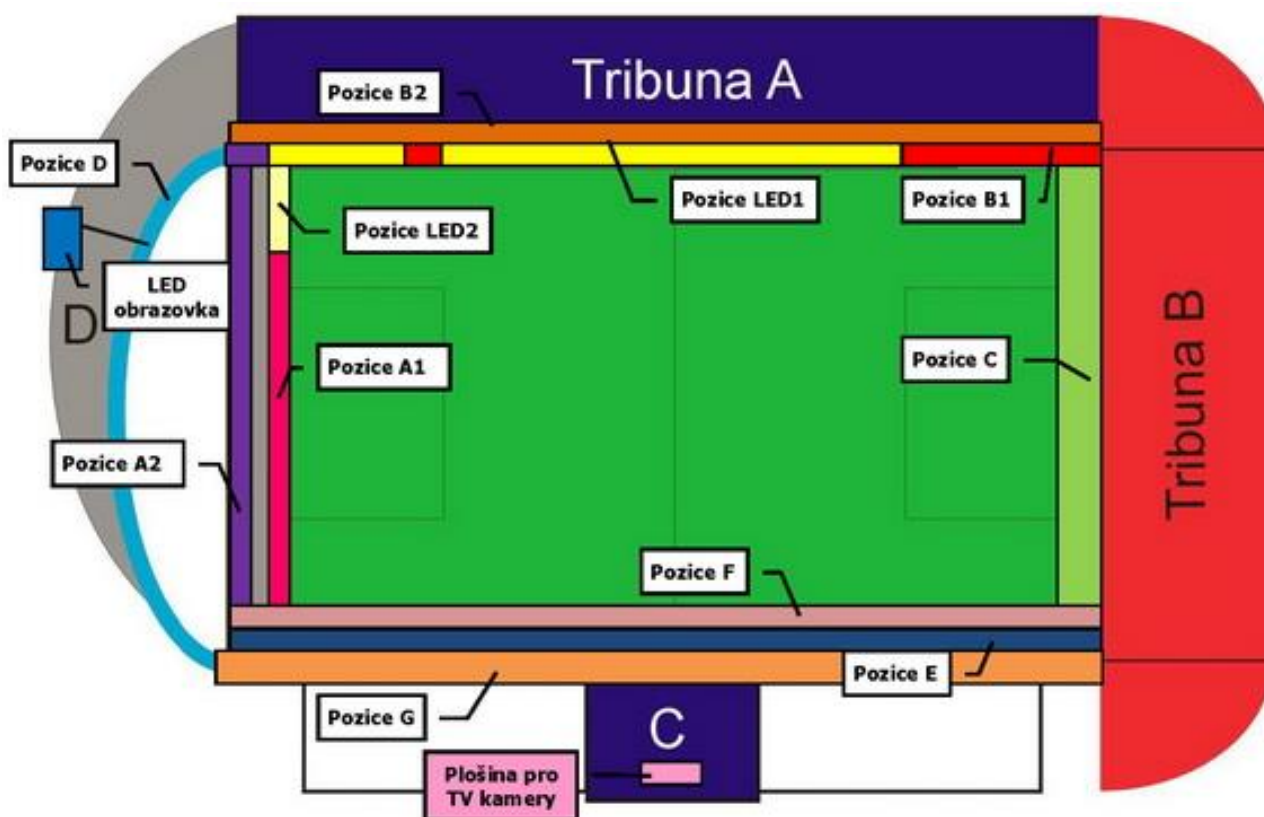 Tribuna A
Pozice B2
Pozice D
Pozice LED1
Pozice B1
Pozice LED2
LED
obrazovka
D
Pozice A1
Pozice C
Tribuna B
Pozice A2
Pozice F
Pozice E
Pozice G
C
Plošina pro
TV kamery